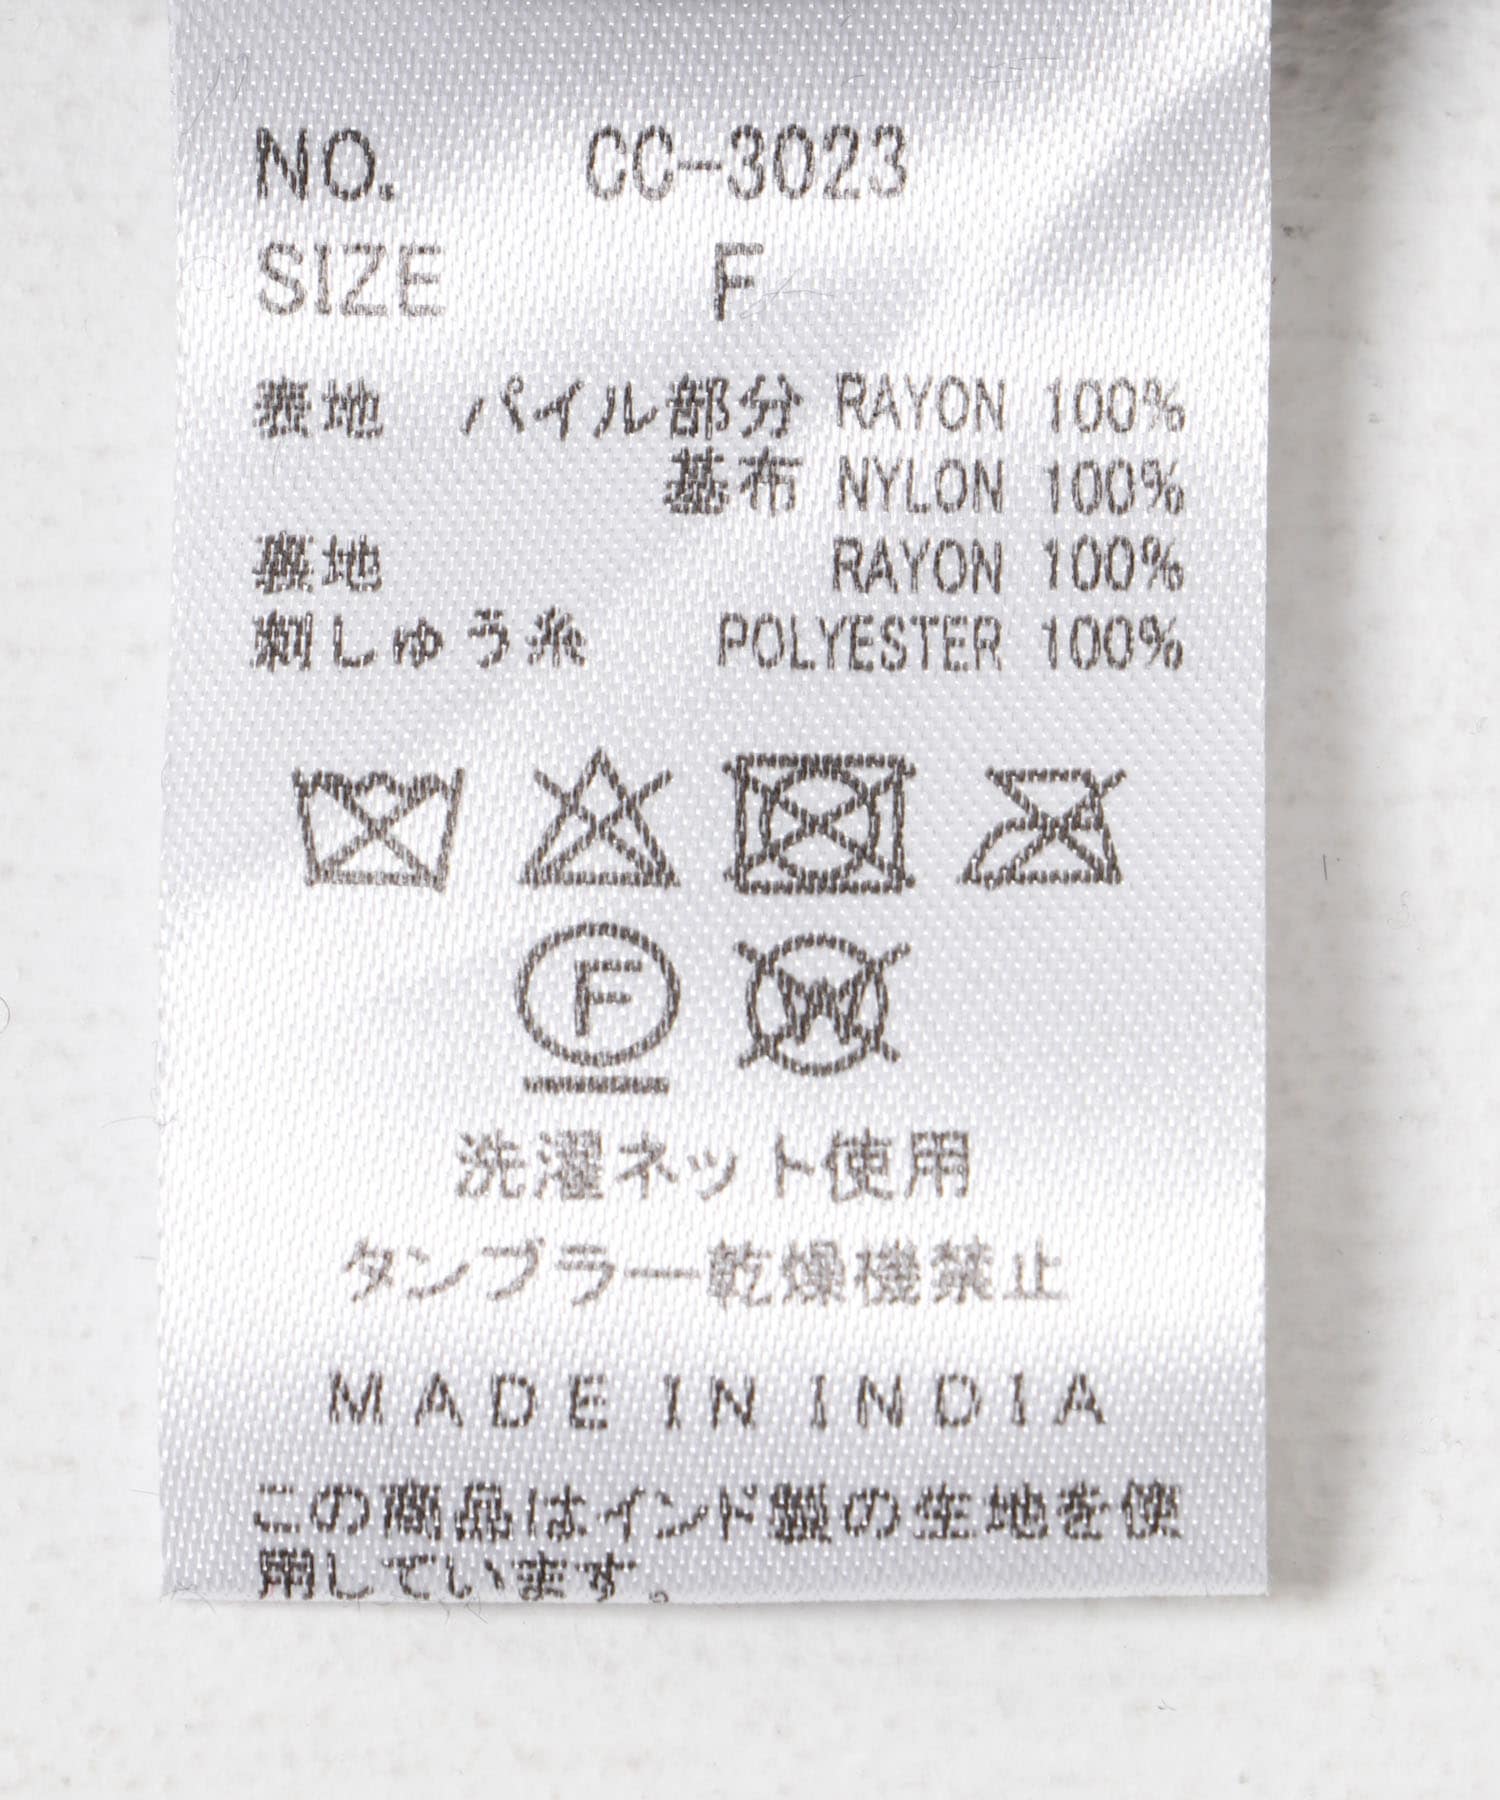 NO. CC-3023
SIZE F
表地 パイル部分 RAYON 100%
基布 NYLON 100%
裏地 RAYON 100%
刺しゅう糸 POLYESTER 100%
F
W
洗濯ネット使用
タンブラー乾燥機禁止
MADE IN INDIA
この商品はインド製の生地を使
用しています。